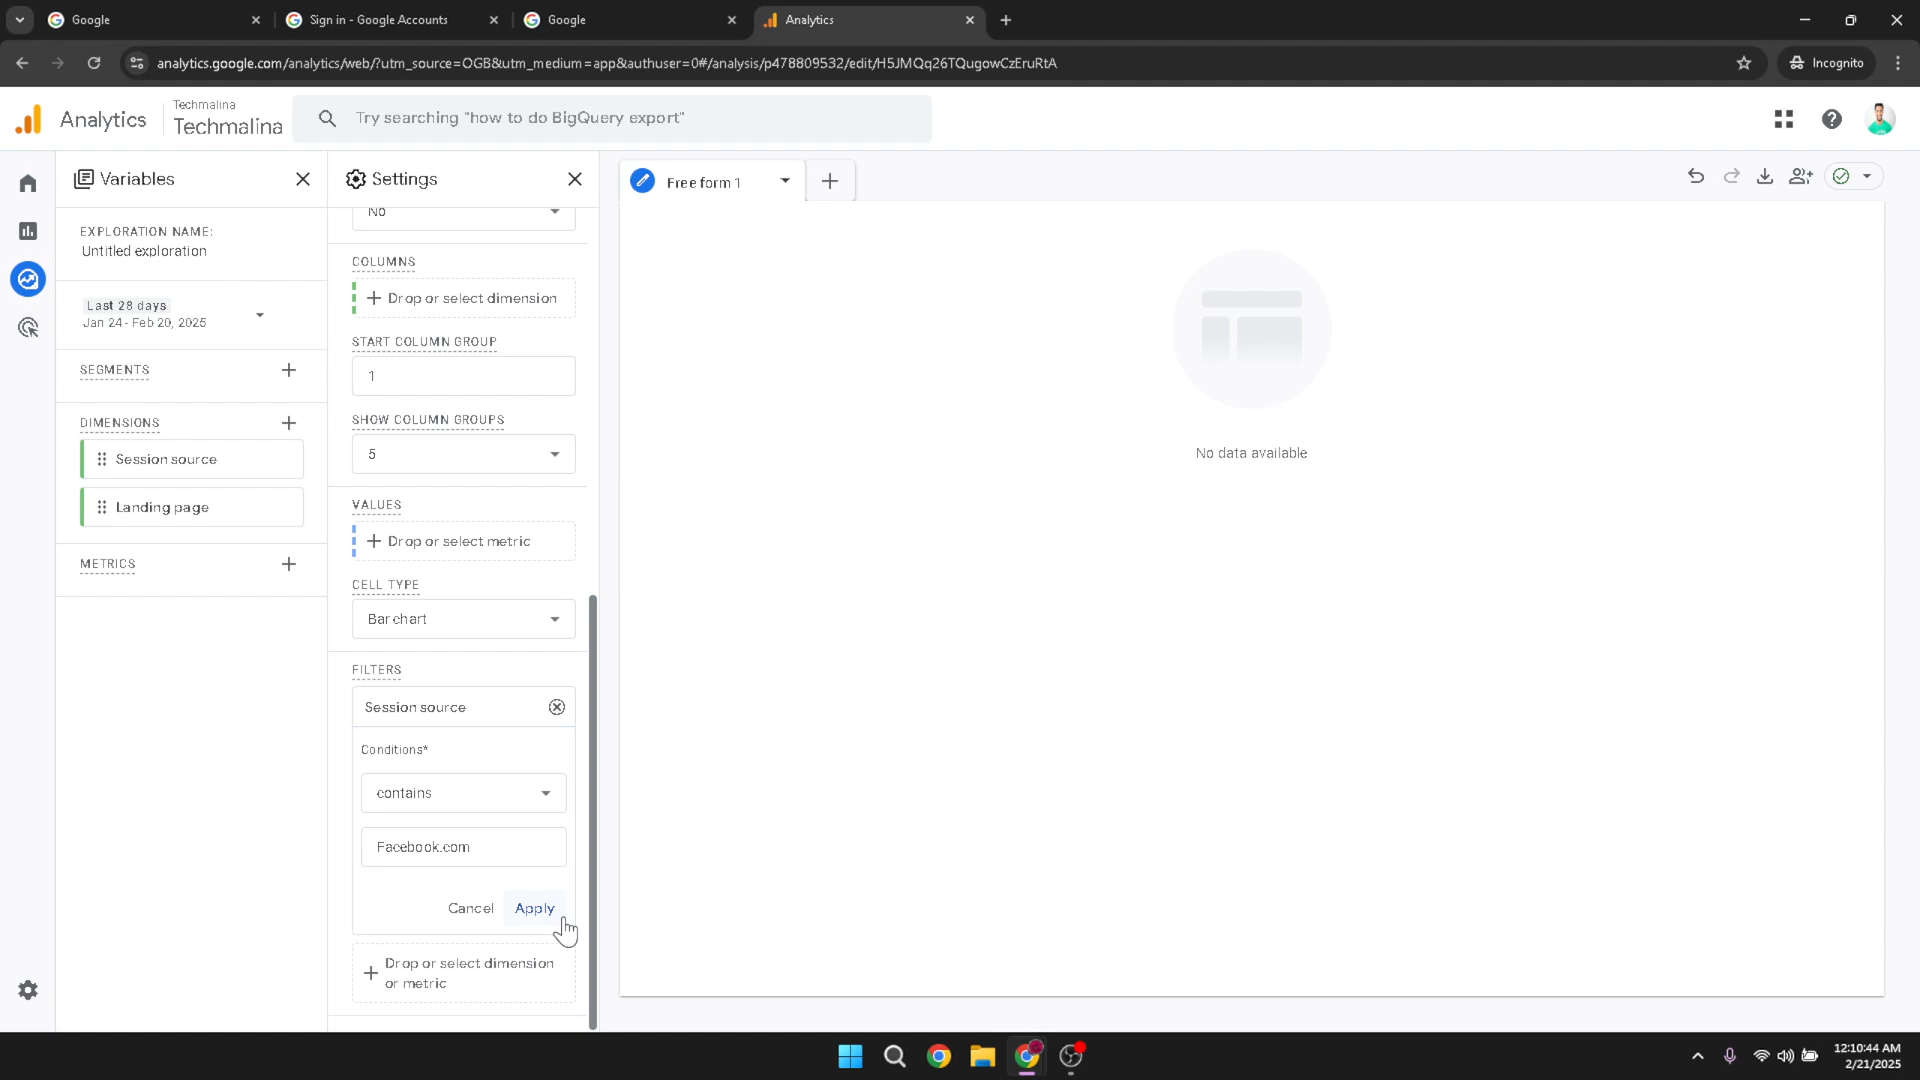 Google
Sign in - Google Accounts
Google
Analytics
analytics.google.com/analytics/web/?utm_source=OGB&utm_medium=app&authuser=0#/analysis/p478809532/edit/H5JMQq26TQugowCzEruRtA
Incognito
Analytics
Techmalina
Techmalina
Try searching "how to do BigQuery export"
Variables
EXPLORATION NAME:
Untitled exploration
Last 28 days
Jan 24 - Feb 20, 2025
SEGMENTS
DIMENSIONS
Session source
Landing page
METRICS
Settings
No
COLUMNS
Drop or select dimension
START COLUMN GROUP
1
SHOW COLUMN GROUPS
5
VALUES
Drop or select metric
CELL TYPE
Bar chart
FILTERS
Session source
Conditions*
contains
Facebook.com
Cancel
Apply
Drop or select dimension
or metric
Free form 1
No data available
12:10:44 AM
2/21/2025